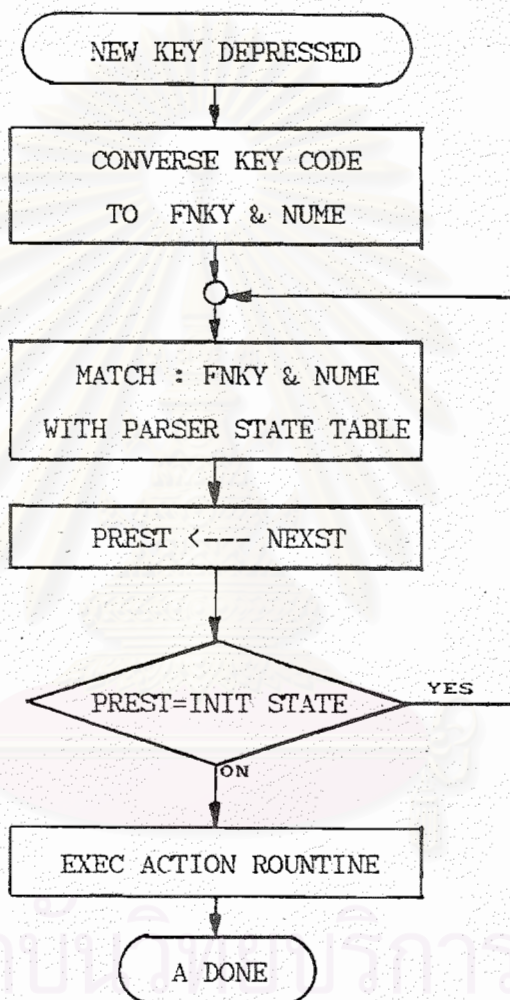 NEW KEY DEPRESSED
CONVERSE KEY CODE
TO FNKY & NUME
MATCH : FNKY & NUME
WITH PARSER STATE TABLE
PREST <--- NEXST
PREST=INIT STATE
YES
ON
EXEC ACTION ROUNTINE
A DONE